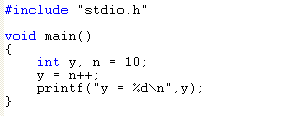 #include "stdio.h"
void main()
{
    int y, n = 10;
    y = n++;
    printf("y = %d\n",y);
}